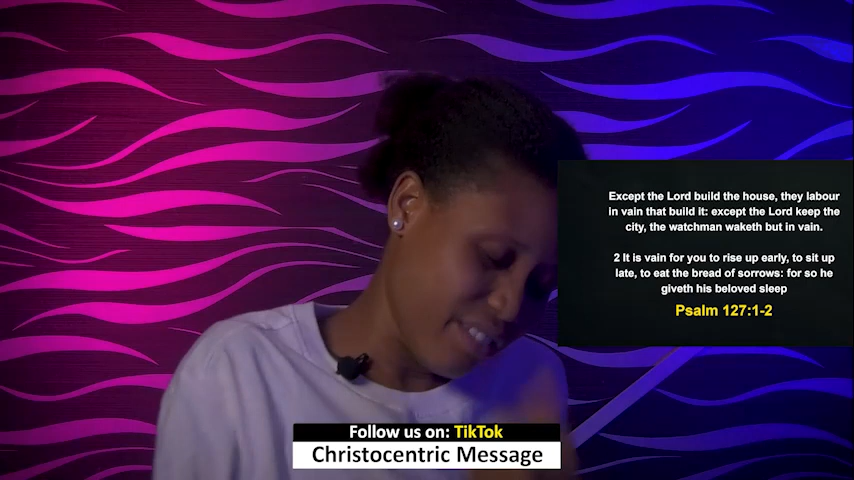 Except the Lord build the house, they labour
in vain that build it: except the Lord keep the
city, the watchman waketh but in vain.
2 It is vain for you to rise up early, to sit up
late, to eat the bread of sorrows: for so he
giveth his beloved sleep
Psalm 127:1-2
Follow us on: TikTok
Christocentric Message